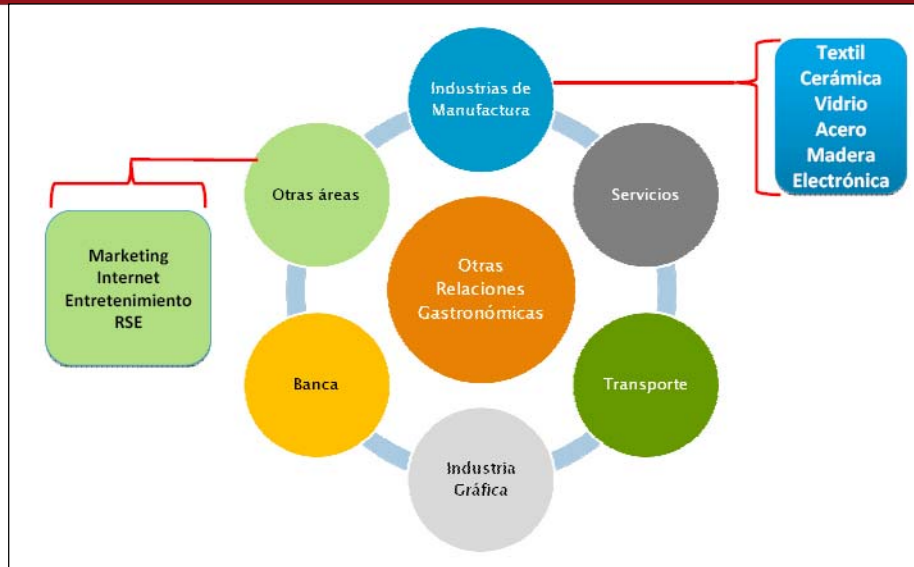 Industrias de
Manufactura
Textil
Cerámica
Vidrio
Acero
Madera
Electrónica
Otras áreas
Servicios
Marketing
Internet
Entretenimiento
RSE
Otras
Relaciones
Gastronómicas
Banca
Transporte
Industria
Gráfica